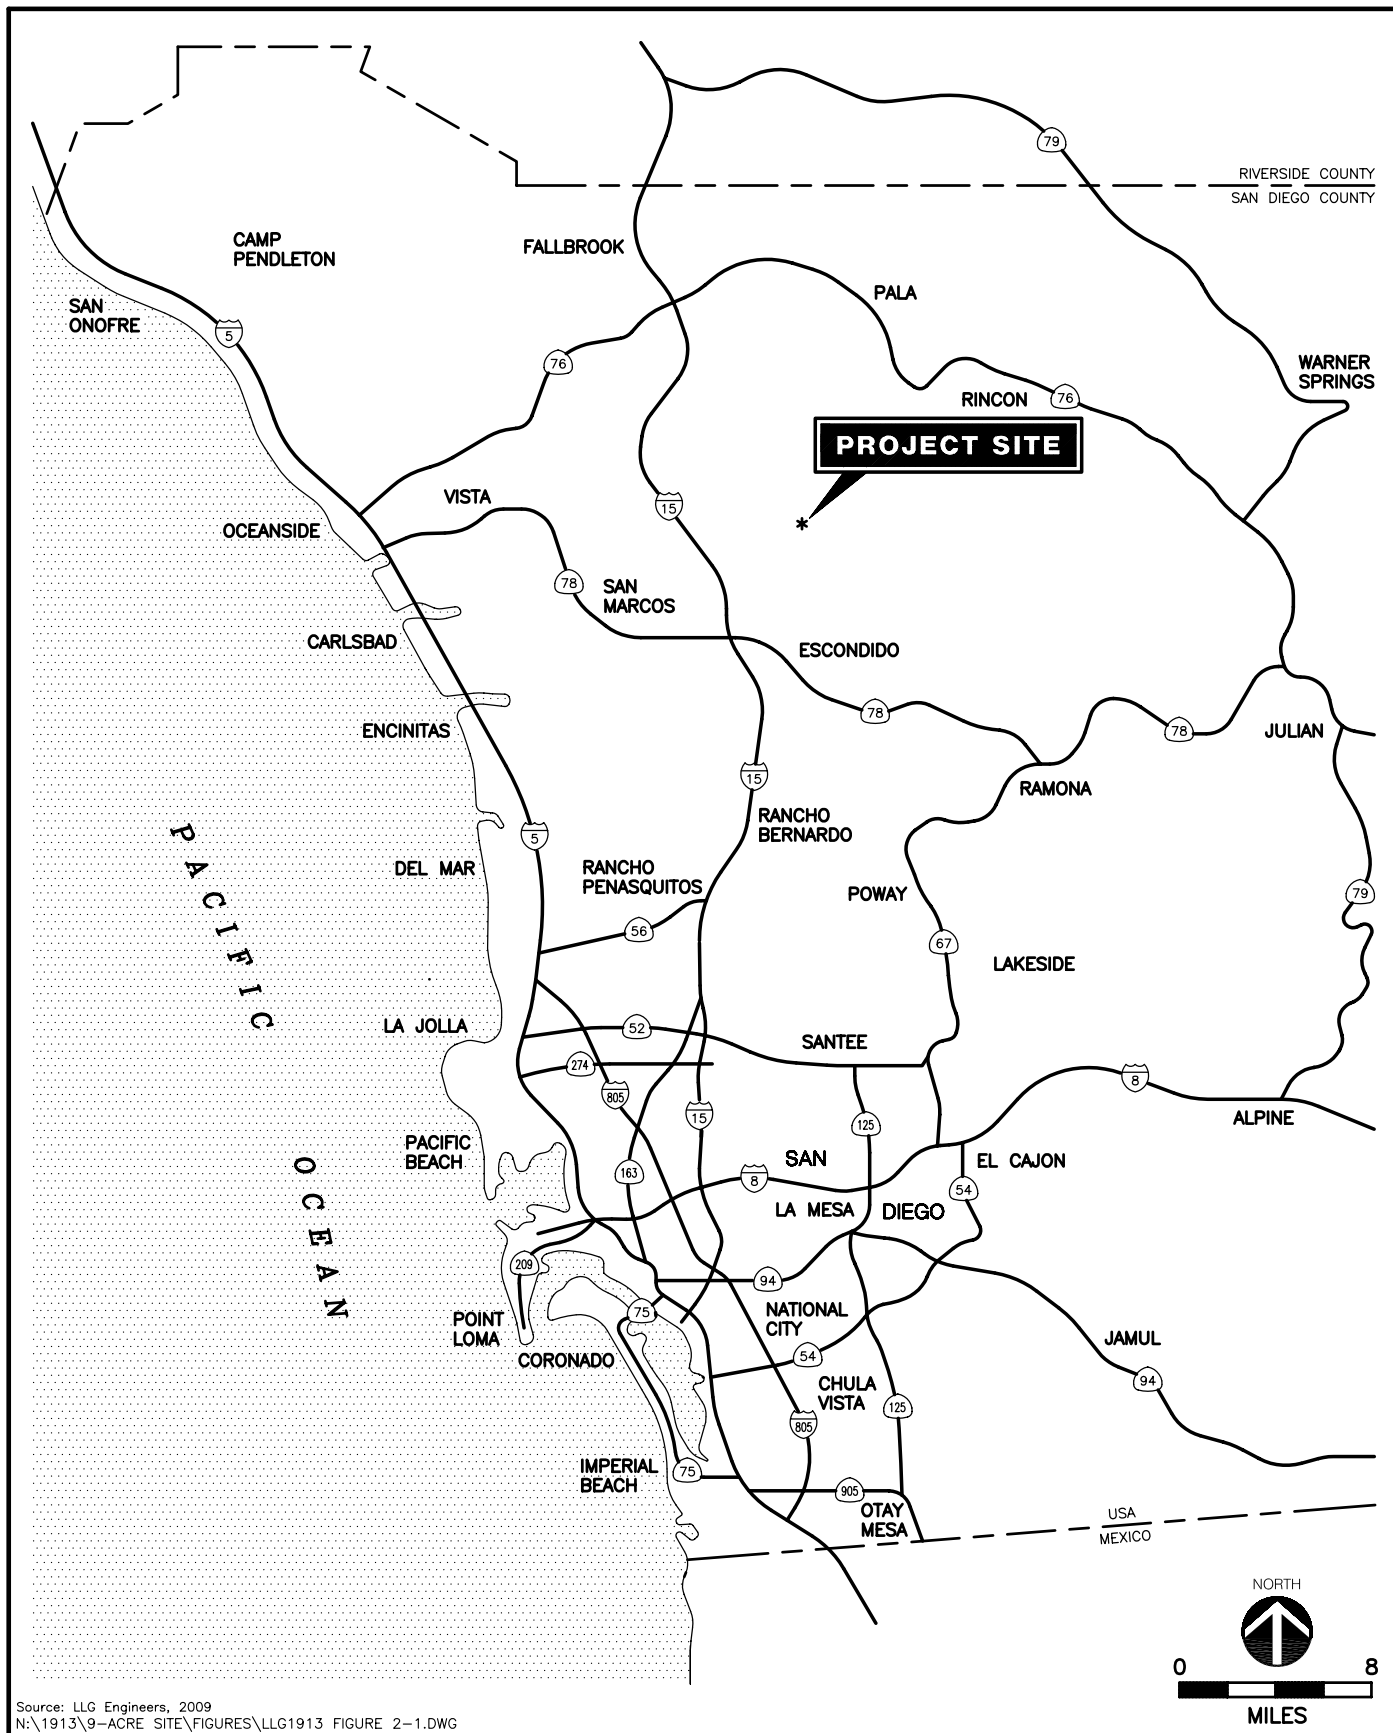 79
RIVERSIDE COUNTY
SAN DIEGO COUNTY
CAMP
PENDLETON
FALLBROOK
PALA
SAN
ONOFRE
5
76
WARNER
SPRINGS
RINCON
76
PROJECT SITE
*
VISTA
15
OCEANSIDE
78
SAN
MARCOS
CARLSBAD
ESCONDIDO
78
ENCINITAS
78
JULIAN
15
RAMONA
RANCHO
BERNARDO
5
DEL MAR
RANCHO
PENASQUITOS
POWAY
79
56
67
LAKESIDE
PACIFIC
OCEAN
LA JOLLA
52
SANTEE
274
805
8
15
125
ALPINE
PACIFIC
BEACH
163
SAN
EL CAJON
8
54
LA MESA
DIEGO
209
94
75
NATIONAL
CITY
POINT
LOMA
CORONADO
54
JAMUL
94
CHULA
VISTA
125
805
IMPERIAL
BEACH
75
905
OTAY
MESA
USA
MEXICO
NORTH
0 8
MILES
Source: LLG Engineers, 2009
N:\1913\9-ACRE SITE\FIGURES\LLG1913 FIGURE 2-1.DWG